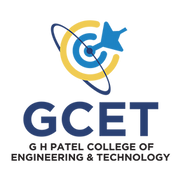 GCET
G H PATEL COLLEGE OF
ENGINEERING & TECHNOLOGY